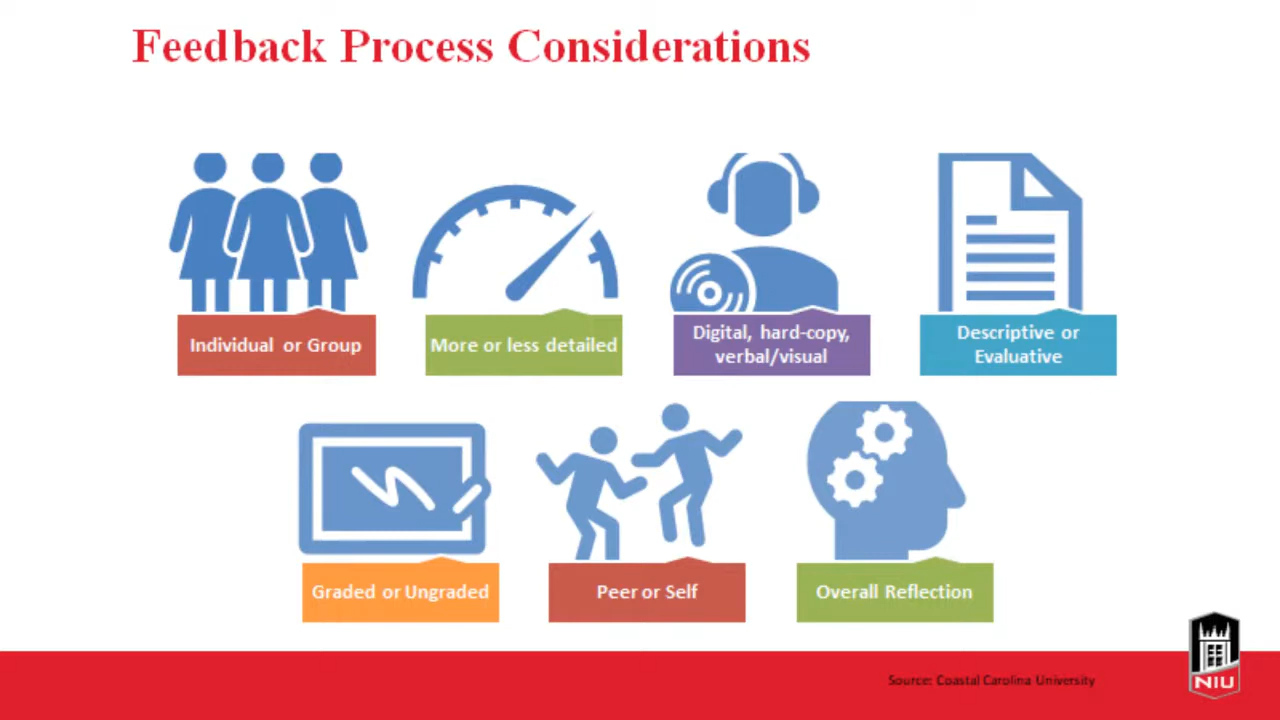 Feedback Process Considerations
Individual or Group
More or less detailed
Digital, hard-copy,
verbal/visual
Descriptive or
Evaluative
Graded or Ungraded
Peer or Self
Overall Reflection
Source: Coastal Carolina University
NIU